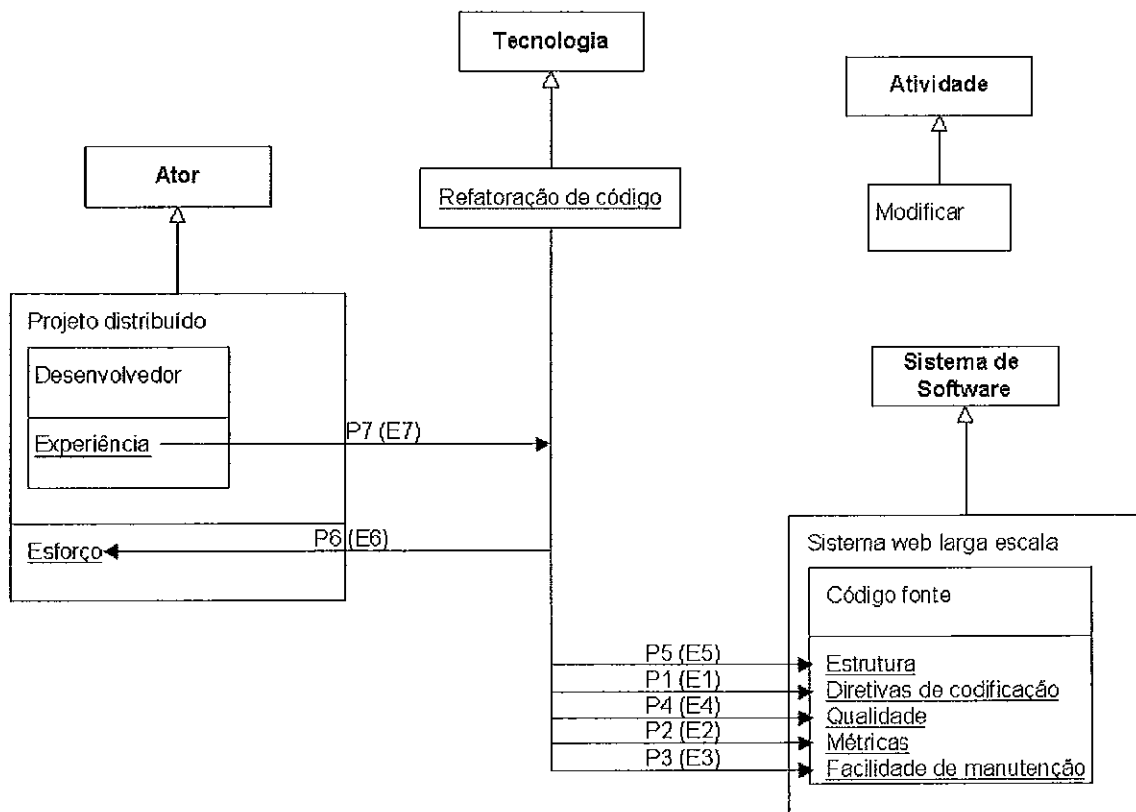 Tecnologia
Atividade
Ator
Refatoração de código
Modificar
Projeto distribuído
Desenvolvedor
Experiência
P7 (E7)
Sistema de
Software
Esforço
P6 (E6)
Sistema web larga escala
Código fonte
P5 (E5)
Estrutura
P1 (E1)
Diretivas de codificação
P4 (E4)
Qualidade
P2 (E2)
Métricas
P3 (E3)
Facilidade de manutenção